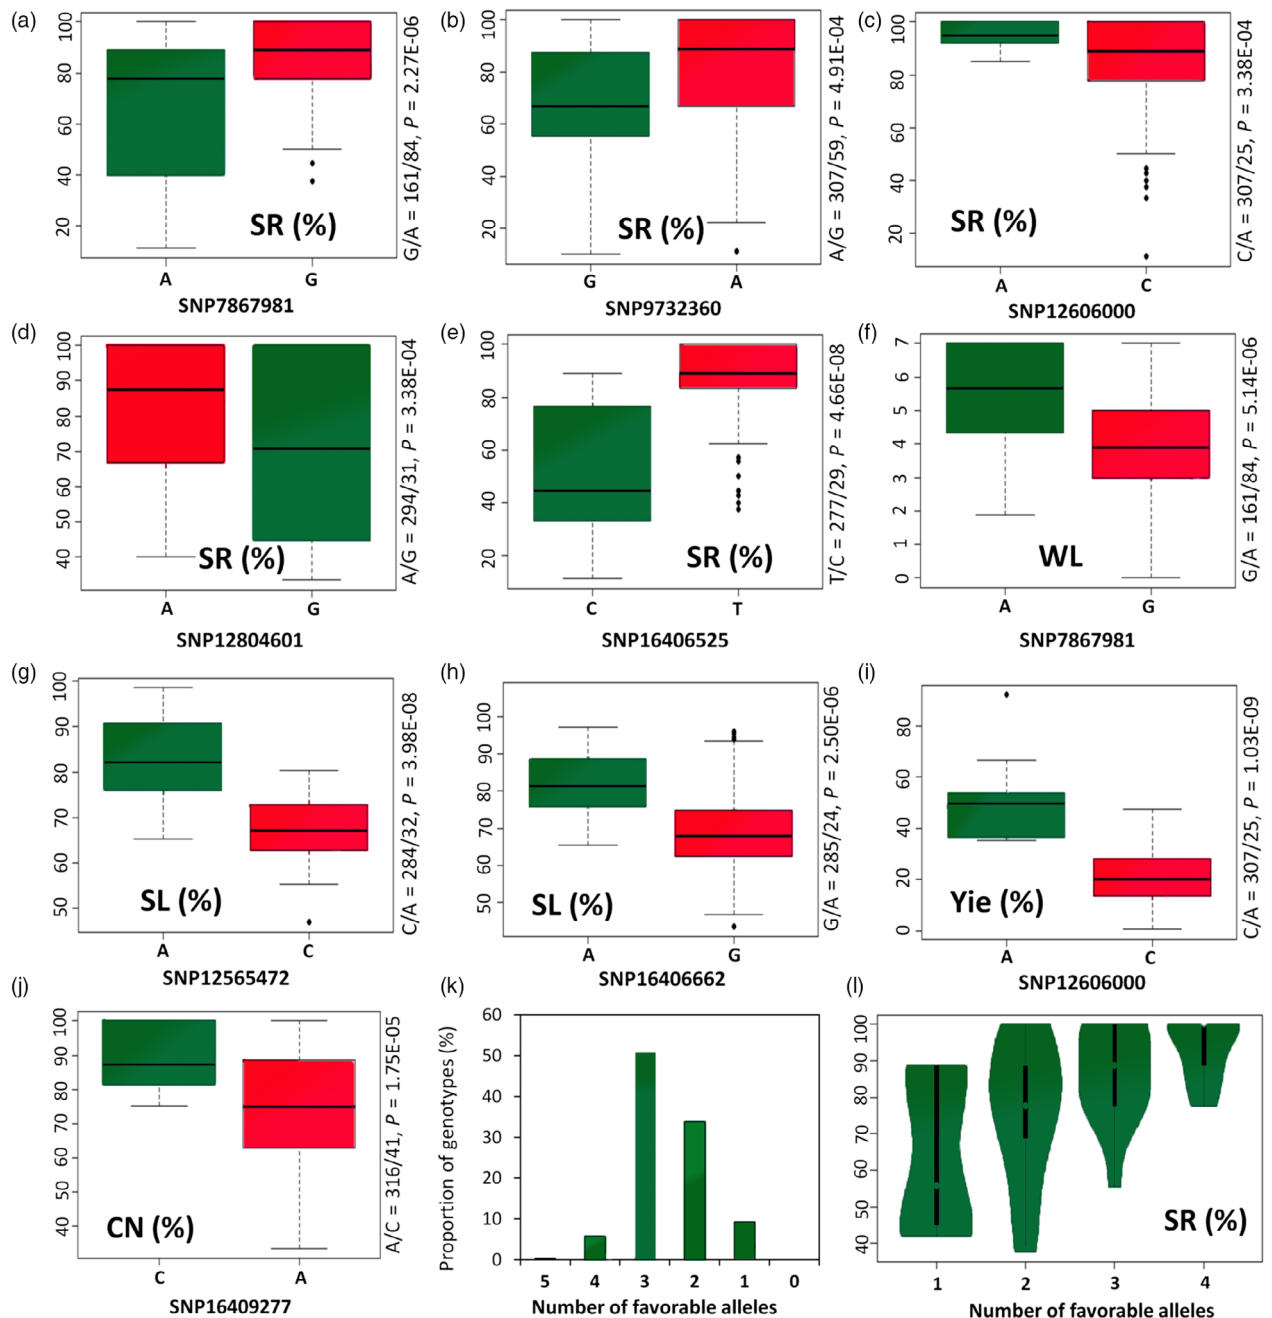 (a)
100
80
60
40
20
SR (%)
A
G
SNP7867981
G/A = 161/84, P = 2.27E-06
(b)
100
80
60
40
20
SR (%)
G
A
SNP9732360
A/G = 307/59, P = 4.91E-04
(c)
100
80
60
40
20
SR (%)
A
C
SNP12606000
C/A = 307/25, P = 3.38E-04
(d)
100
90
80
70
60
50
40
SR (%)
A
G
SNP12804601
A/G = 294/31, P = 3.38E-04
(e)
100
80
60
40
20
SR (%)
C
T
SNP16406525
T/C = 277/29, P = 4.66E-08
(f)
7
6
5
4
3
2
1
0
WL
A
G
SNP7867981
G/A = 161/84, P = 5.14E-06
(g)
100
90
80
70
60
50
SL (%)
A
C
SNP12565472
C/A = 284/32, P = 3.98E-08
(h)
100
90
80
70
60
50
SL (%)
A
G
SNP16406662
G/A = 285/24, P = 2.50E-06
(i)
80
60
40
20
0
Yie (%)
A
C
SNP12606000
C/A = 307/25, P = 1.03E-09
(j)
100
90
80
70
60
50
40
CN (%)
C
A
SNP16409277
A/C = 316/41, P = 1.75E-05
(k)
Proportion of genotypes (%)
60
50
40
30
20
10
0
5 4 3 2 1 0
Number of favorable alleles
(l)
100
90
80
70
60
50
40
SR (%)
1 2 3 4
Number of favorable alleles